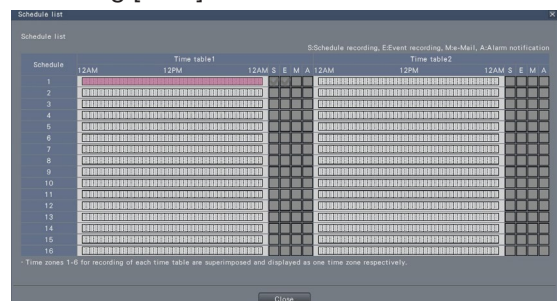 Schedule list ×
Schedule list
S:Schedule recording, E:Event recording, M:e-Mail, A:Alarm notification
Schedule Time table1 Time table2
12AM 12PM 12AM S E M A 12AM 12PM 12AM S E M A
1
2
3
4
5
6
7
8
9
10
11
12
13
14
15
16
· Time zones 1-6 for recording of each time table are superimposed and displayed as one time zone respectively.
Close